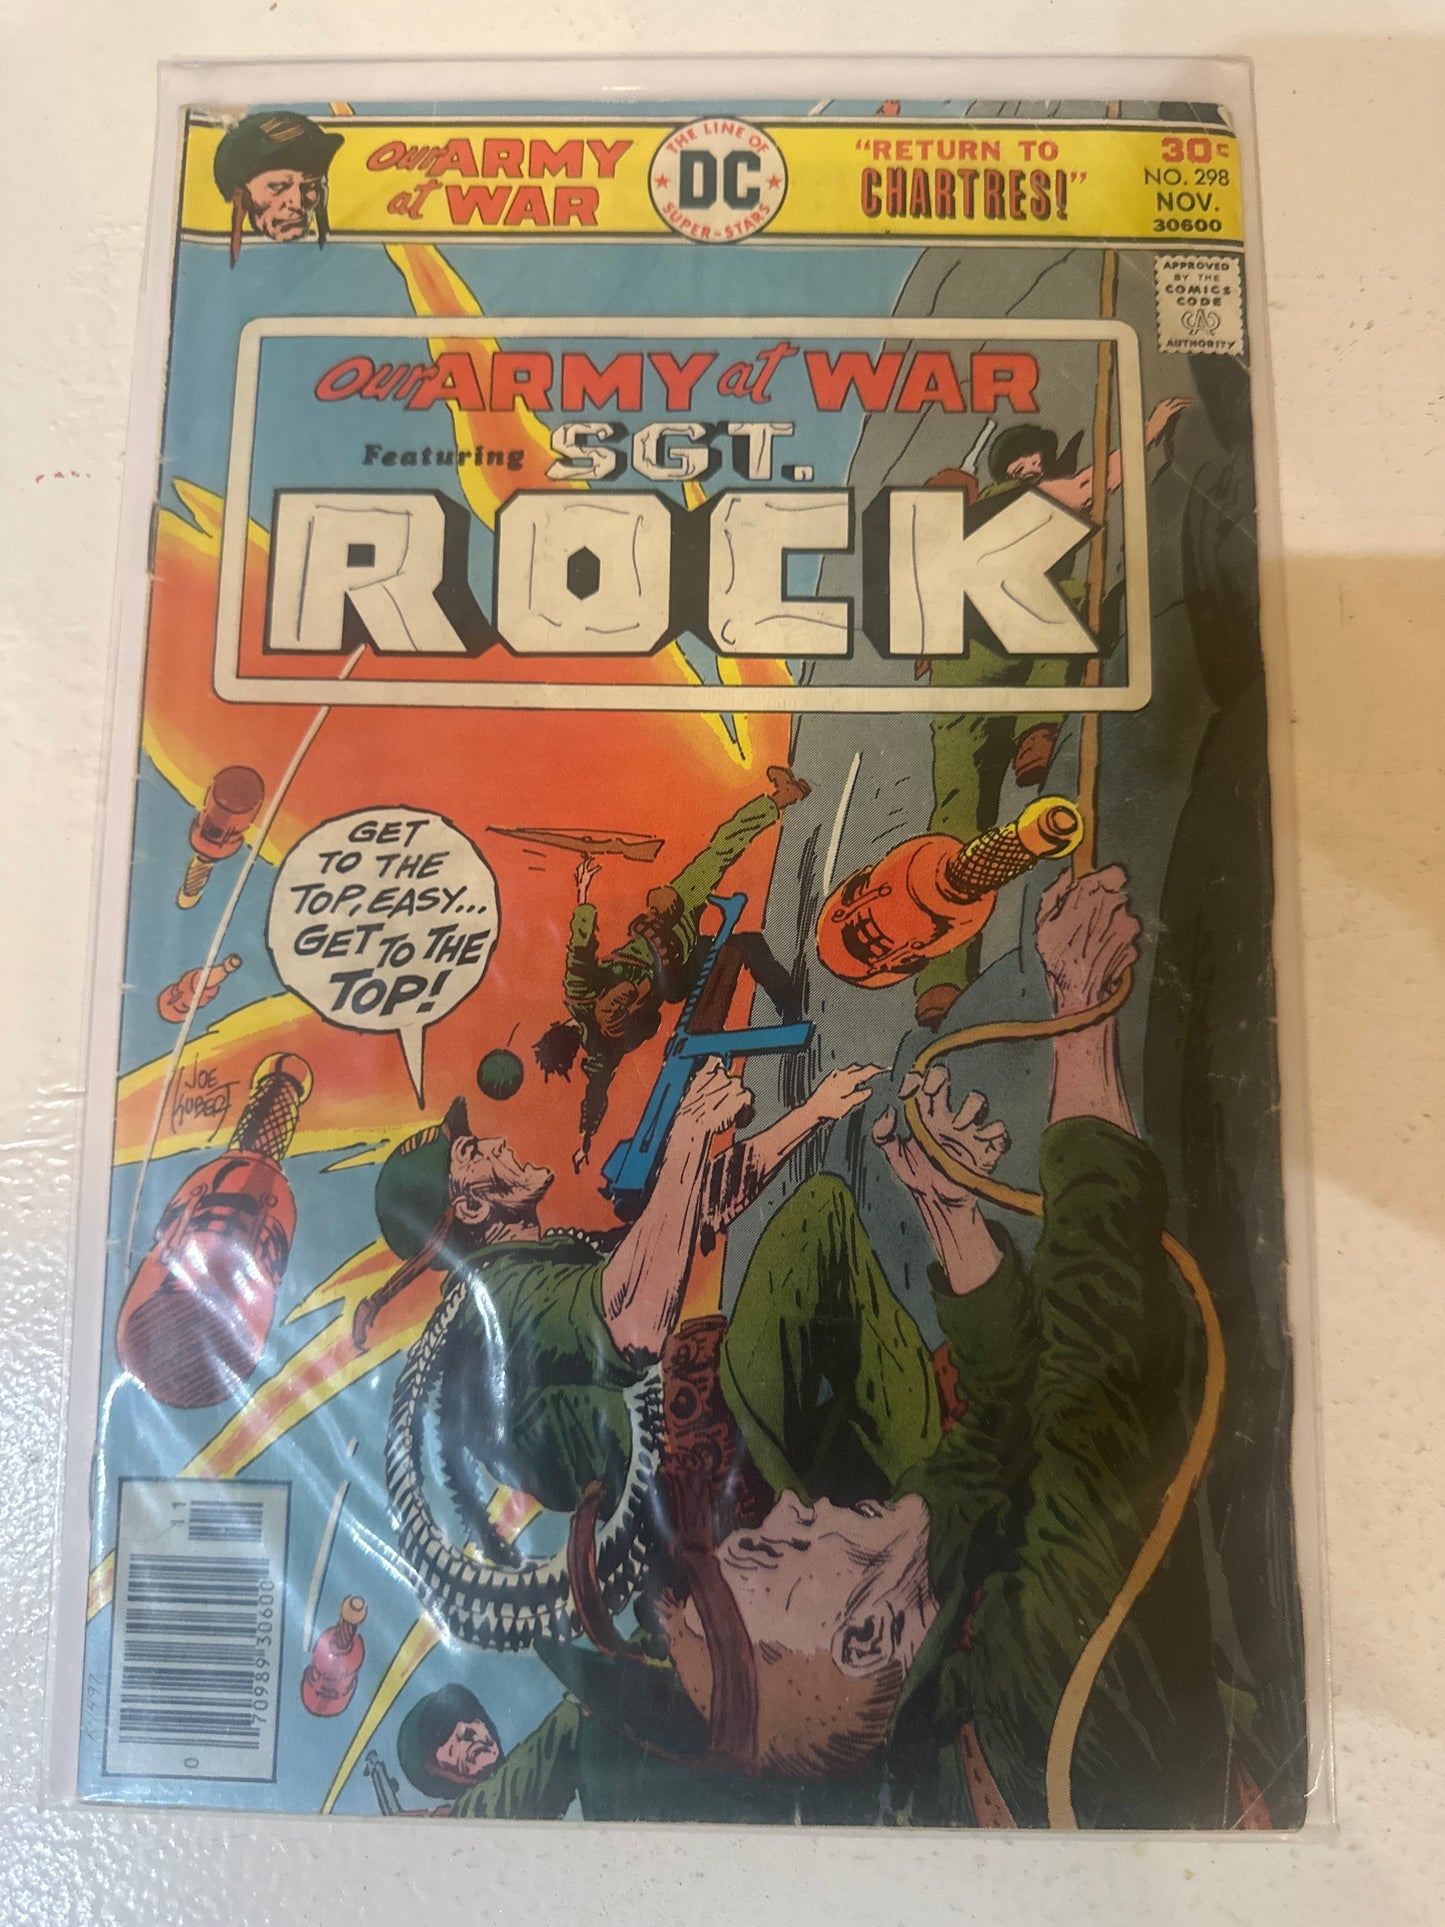 Our ARMY
at WAR
THE LINE OF
DC
SUPER-STARS
"RETURN TO
CHARTRES!"
30¢
NO. 298
NOV.
30600
APPROVED
BY THE
COMICS
CODE
CA
AUTHORITY
Our ARMY at WAR
Featuring SGT.
ROCK
GET
TO THE
TOP, EASY...
GET TO THE
TOP!
JOE
KUBERT
11
0
70989 30600